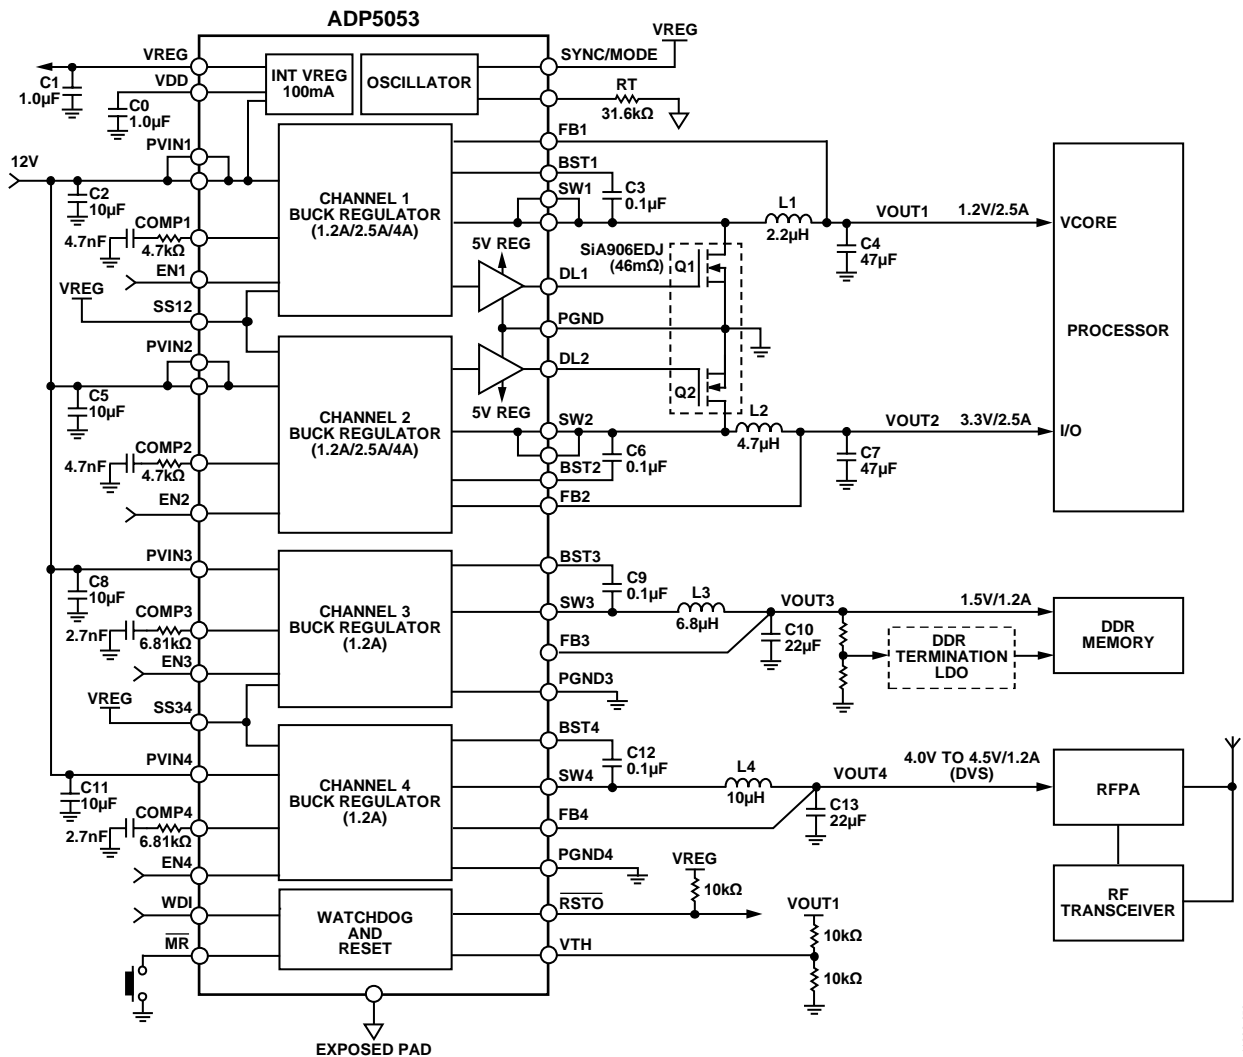 ADP5053
VREG
C1
1.0µF
VDD
C0
1.0µF
INT VREG
100mA
OSCILLATOR
SYNC/MODE
VREG
RT
31.6kΩ
12V
PVIN1
C2
10µF
COMP1
4.7nF
4.7kΩ
EN1
VREG
SS12
CHANNEL 1
BUCK REGULATOR
(1.2A/2.5A/4A)
FB1
BST1
SW1
C3
0.1µF
5V REG
DL1
PGND
SiA906EDJ
(46mΩ)
Q1
L1
2.2µH
VOUT1
1.2V/2.5A
C4
47µF
VCORE
PROCESSOR
I/O
PVIN2
C5
10µF
COMP2
4.7nF
4.7kΩ
EN2
CHANNEL 2
BUCK REGULATOR
(1.2A/2.5A/4A)
DL2
5V REG
Q2
SW2
BST2
FB2
C6
0.1µF
L2
4.7µH
VOUT2
3.3V/2.5A
C7
47µF
PVIN3
C8
10µF
COMP3
2.7nF
6.81kΩ
EN3
VREG
SS34
CHANNEL 3
BUCK REGULATOR
(1.2A)
BST3
C9
0.1µF
SW3
FB3
PGND3
L3
6.8µH
VOUT3
C10
22µF
1.5V/1.2A
DDR
TERMINATION
LDO
DDR
MEMORY
PVIN4
C11
10µF
COMP4
2.7nF
6.81kΩ
EN4
CHANNEL 4
BUCK REGULATOR
(1.2A)
BST4
C12
0.1µF
SW4
FB4
PGND4
L4
10µH
VOUT4
C13
22µF
4.0V TO 4.5V/1.2A
(DVS)
RFPA
RF
TRANSCEIVER
WDI
MR
WATCHDOG
AND
RESET
RSTO
VREG
10kΩ
VTH
VOUT1
10kΩ
10kΩ
EXPOSED PAD